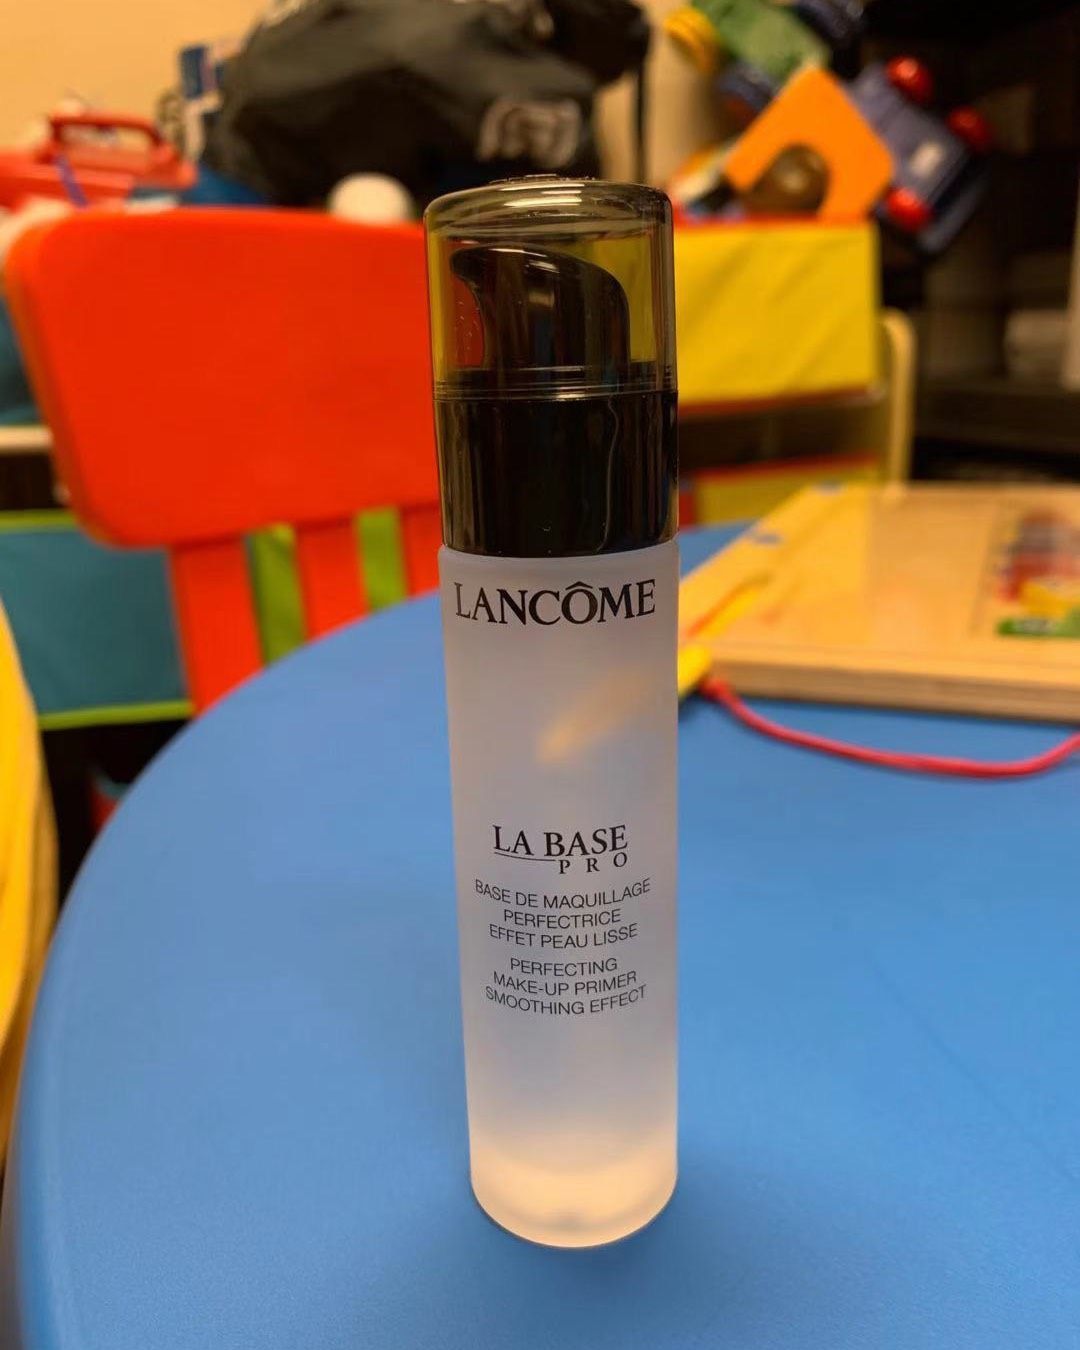 LANCÔME
LA BASE
PRO
BASE DE MAQUILLAGE
PERFECTRICE
EFFET PEAU LISSE
PERFECTING
MAKE-UP PRIMER
SMOOTHING EFFECT